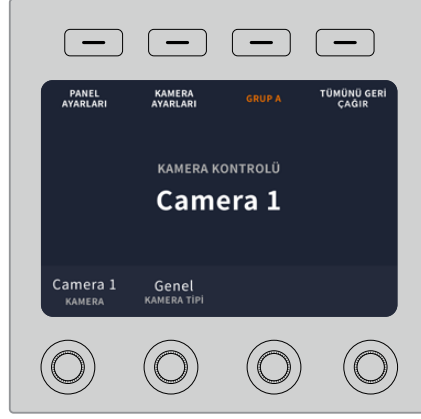 PANEL
AYARLARI
KAMERA
AYARLARI
GRUP A
TÜMÜNÜ GERİ
ÇAĞIR
KAMERA KONTROLÜ
Camera 1
Camera 1
KAMERA
Genel
KAMERA TİPİ